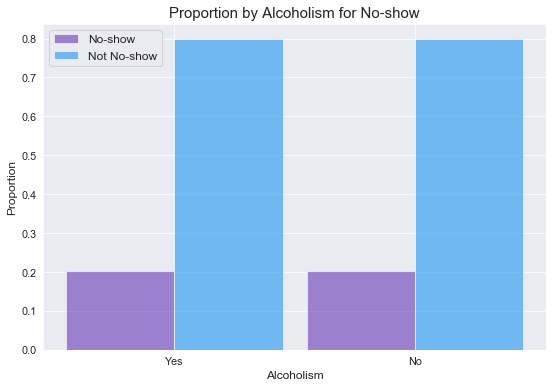 Proportion by Alcoholism for No-show
No-show
Not No-show
0.8
0.7
0.6
0.5
0.4
0.3
0.2
0.1
0.0
Proportion
Yes
No
Alcoholism